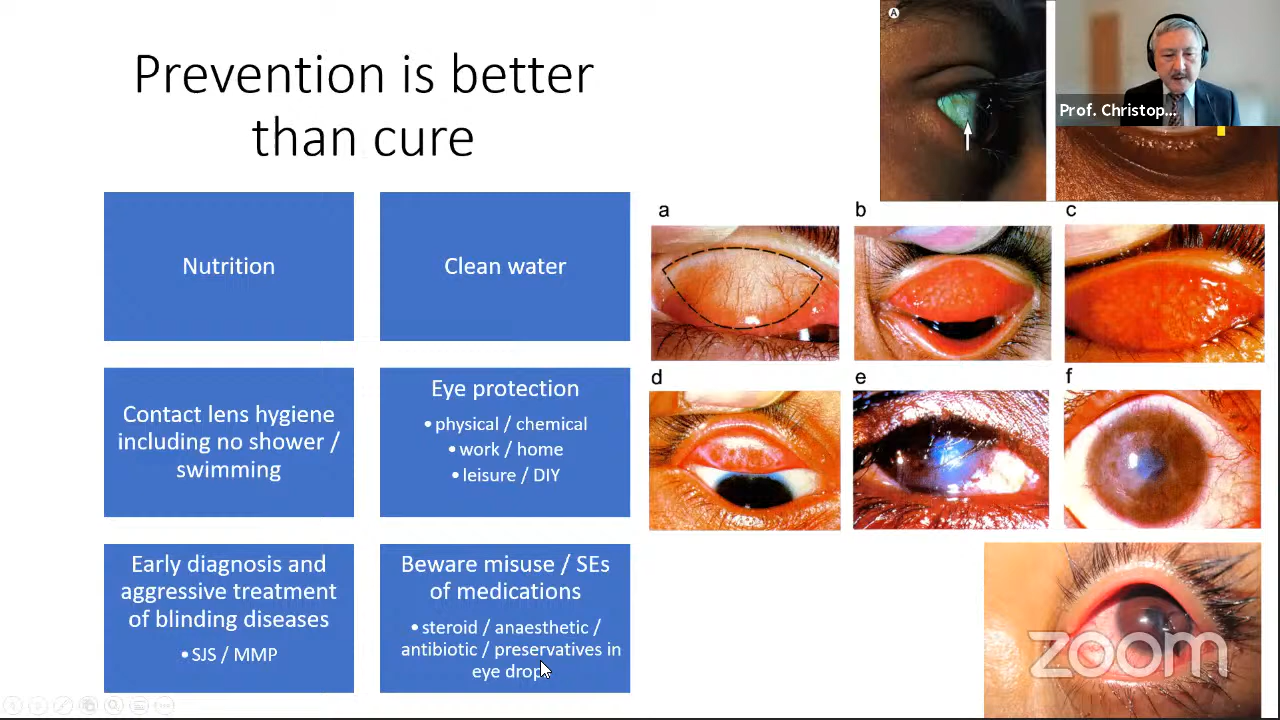 Prevention is better
than cure
Nutrition
Clean water
Contact lens hygiene
including no shower /
swimming
Eye protection
•physical / chemical
•work / home
•leisure / DIY
Early diagnosis and
aggressive treatment
of blinding diseases
•SJS / MMP
Beware misuse / SEs
of medications
•steroid / anaesthetic /
antibiotic / preservatives in
eye drop
A
Prof. Christop...
a
b
c
d
e
f
zoom